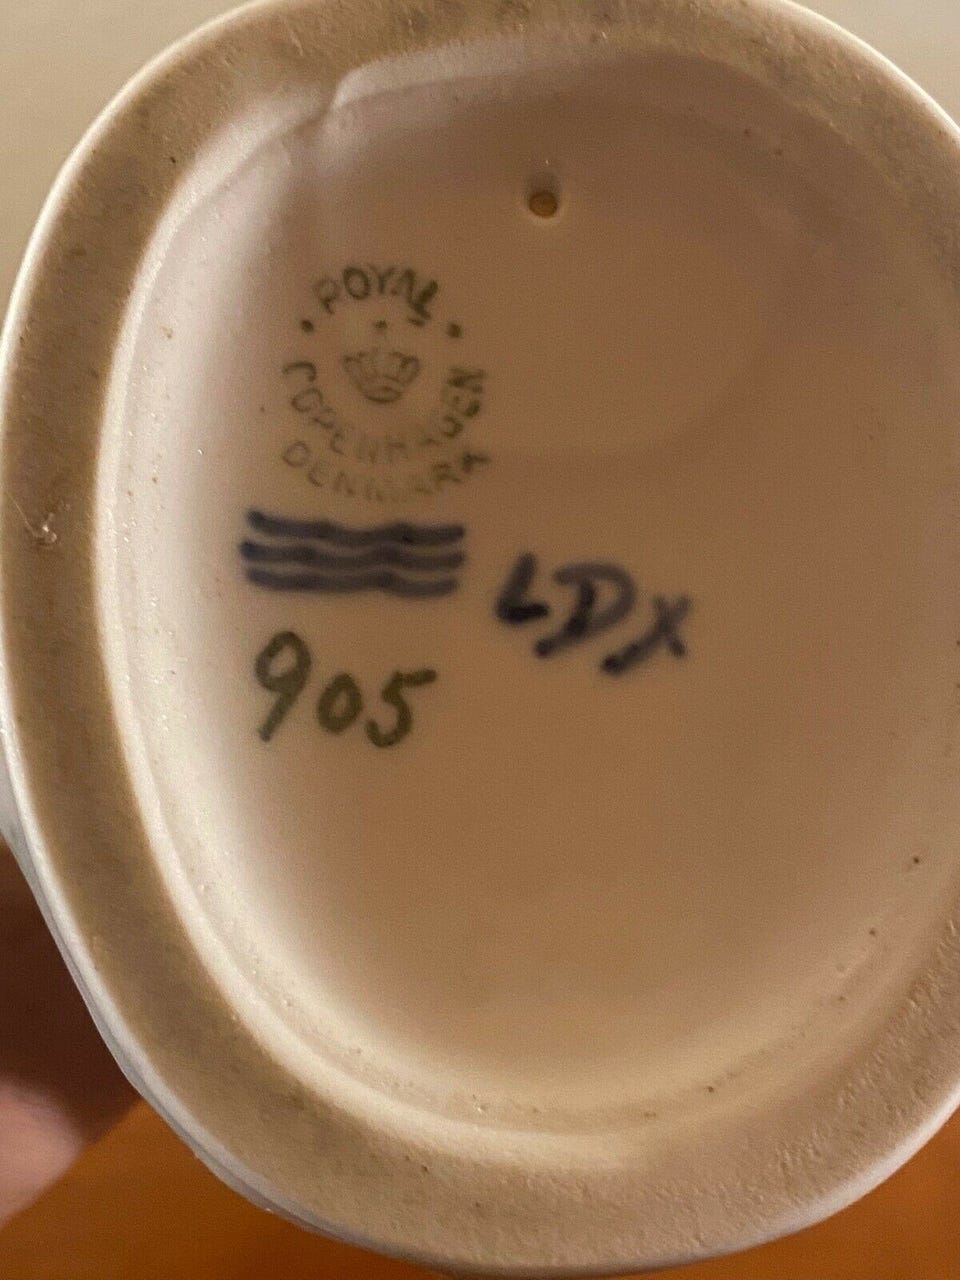 ROYAL
COPENHAGEN
DENMARK
LDX
905